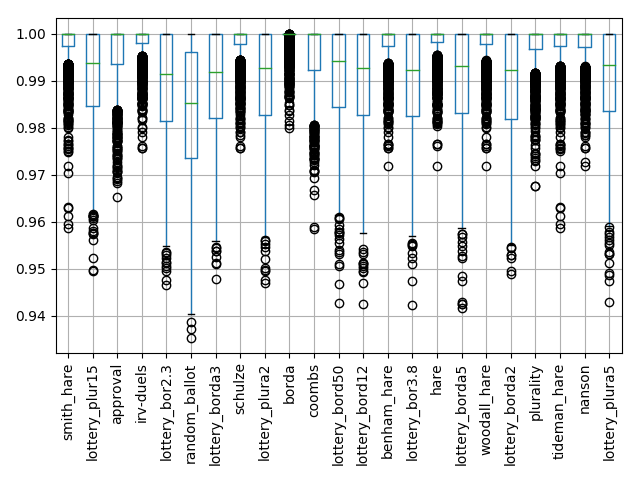 1.00
0.99
0.98
0.97
0.96
0.95
0.94
smith_hare
lottery_plur15
approval
irv-duels
lottery_bor2.3
random_ballot
lottery_borda3
schulze
lottery_plura2
borda
coombs
lottery_bord50
lottery_bord12
benham_hare
lottery_bor3.8
hare
lottery_borda5
woodall_hare
lottery_borda2
plurality
tideman_hare
nanson
lottery_plura5